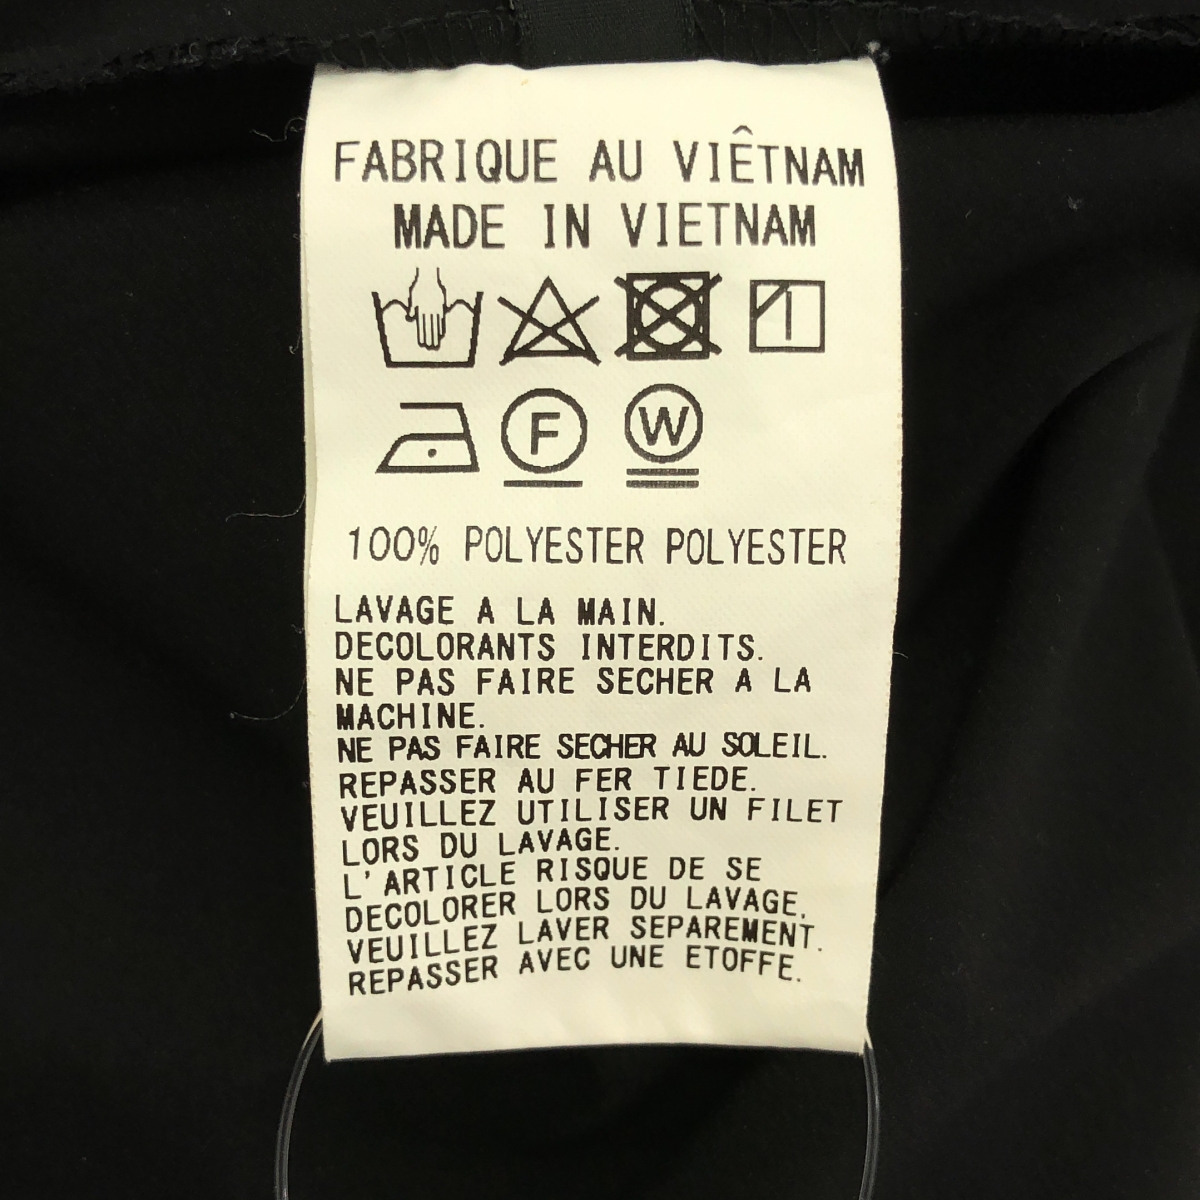 FABRIQUE AU VIÊTNAM
MADE IN VIETNAM
F W
100% POLYESTER POLYESTER
LAVAGE A LA MAIN.
DECOLORANTS INTERDITS.
NE PAS FAIRE SECHER A LA
MACHINE.
NE PAS FAIRE SECHER AU SOLEIL.
REPASSER AU FER TIEDE.
VEUILLEZ UTILISER UN FILET
LORS DU LAVAGE.
L'ARTICLE RISQUE DE SE
DECOLORER LORS DU LAVAGE.
VEUILLEZ LAVER SEPAREMENT.
REPASSER AVEC UNE ETOFFE.